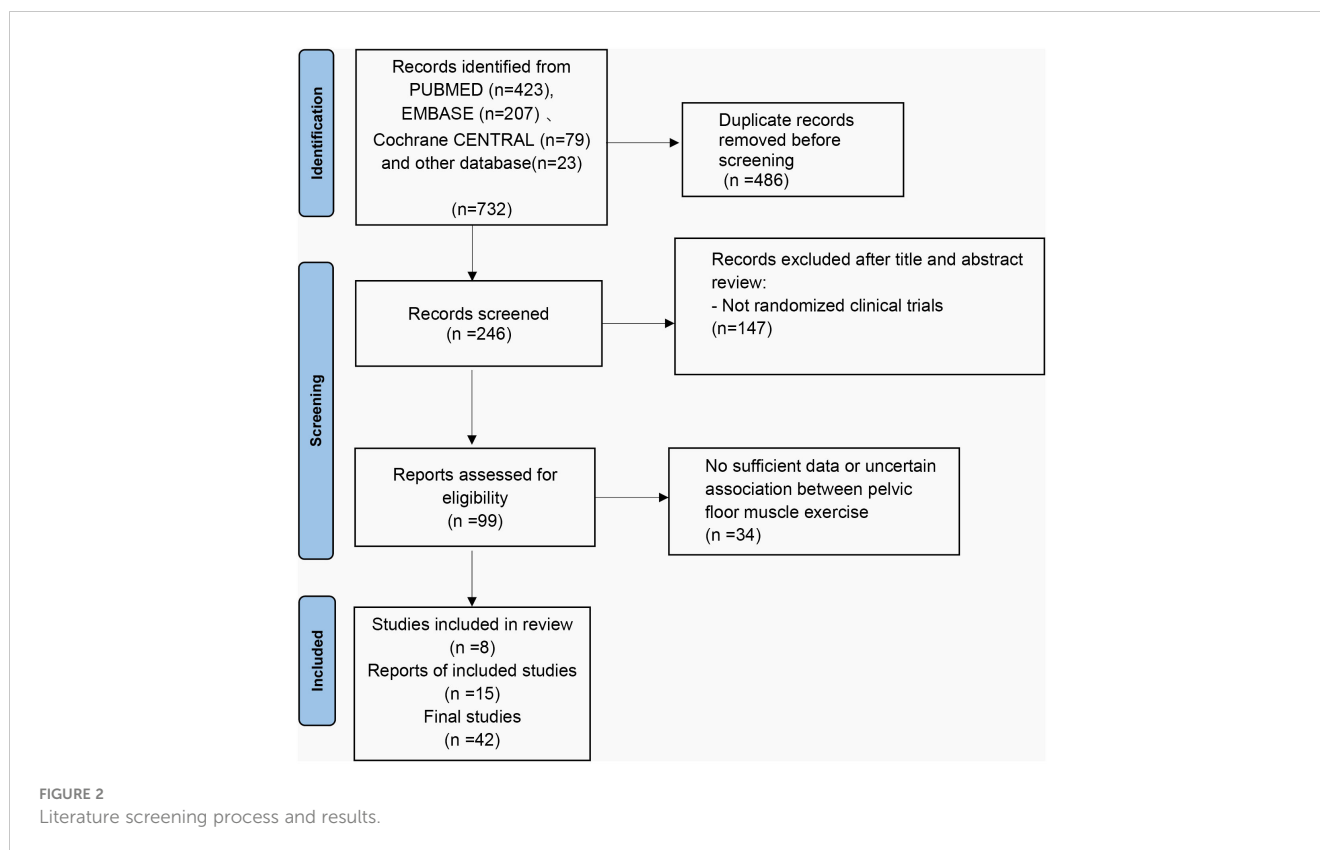 Identification
Records identified from
PUBMED (n=423),
EMBASE (n=207) 、
Cochrane CENTRAL (n=79)
and other database(n=23)
(n=732)
Duplicate records
removed before
screening
(n =486)
Screening
Records screened
(n =246)
Records excluded after title and abstract
review:
- Not randomized clinical trials
(n=147)
Reports assessed for
eligibility
(n =99)
No sufficient data or uncertain
association between pelvic
floor muscle exercise
(n =34)
Included
Studies included in review
(n =8)
Reports of included studies
(n =15)
Final studies
(n =42)
FIGURE 2
Literature screening process and results.